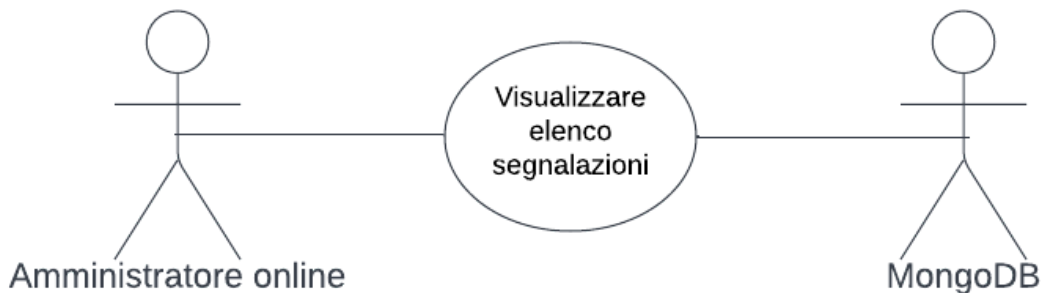 Visualizzare
elenco
segnalazioni
Amministratore online
MongoDB